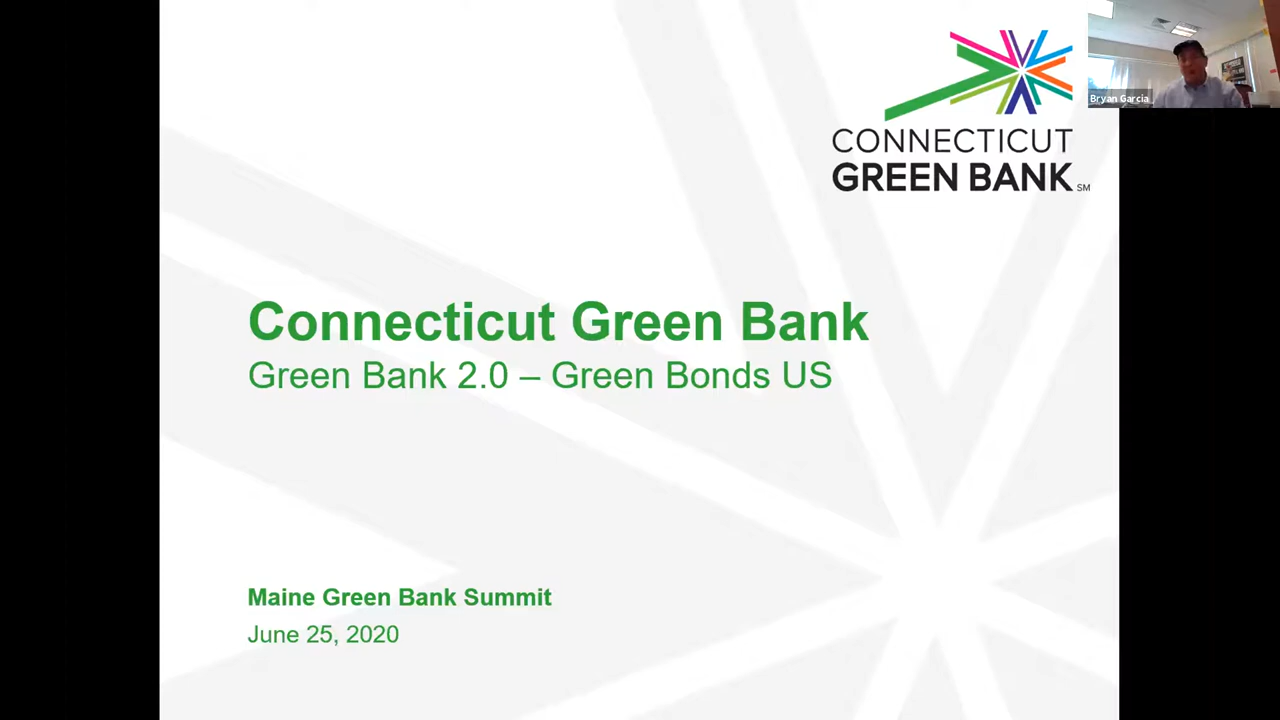 CONNECTICUT
GREEN BANK SM
Bryan Garcia
Connecticut Green Bank
Green Bank 2.0 – Green Bonds US
Maine Green Bank Summit
June 25, 2020